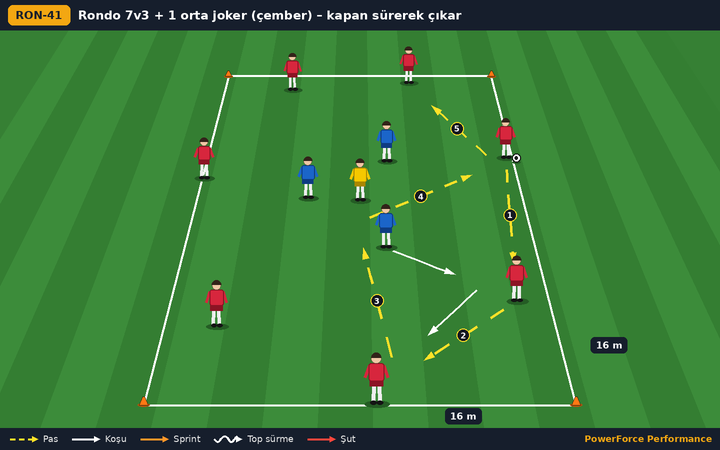 RON-41 Rondo 7v3 + 1 orta joker (çember) – kapan sürerek çıkar
5
4
1
3
2
16 m
16 m
Pas Koşu Sprint Top sürme Şut PowerForce Performance